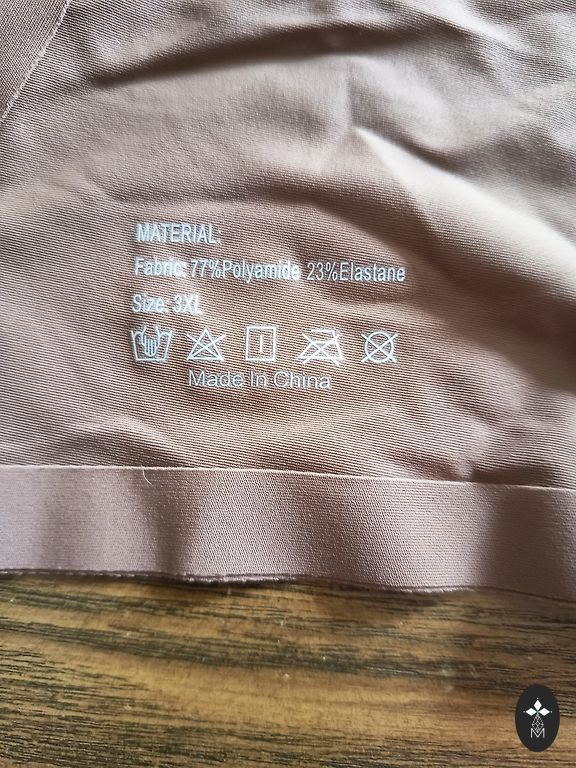 MATERIAL:
Fabric: 77%Polyamide 23%Elastane
Size: 3XL
Made In China
M